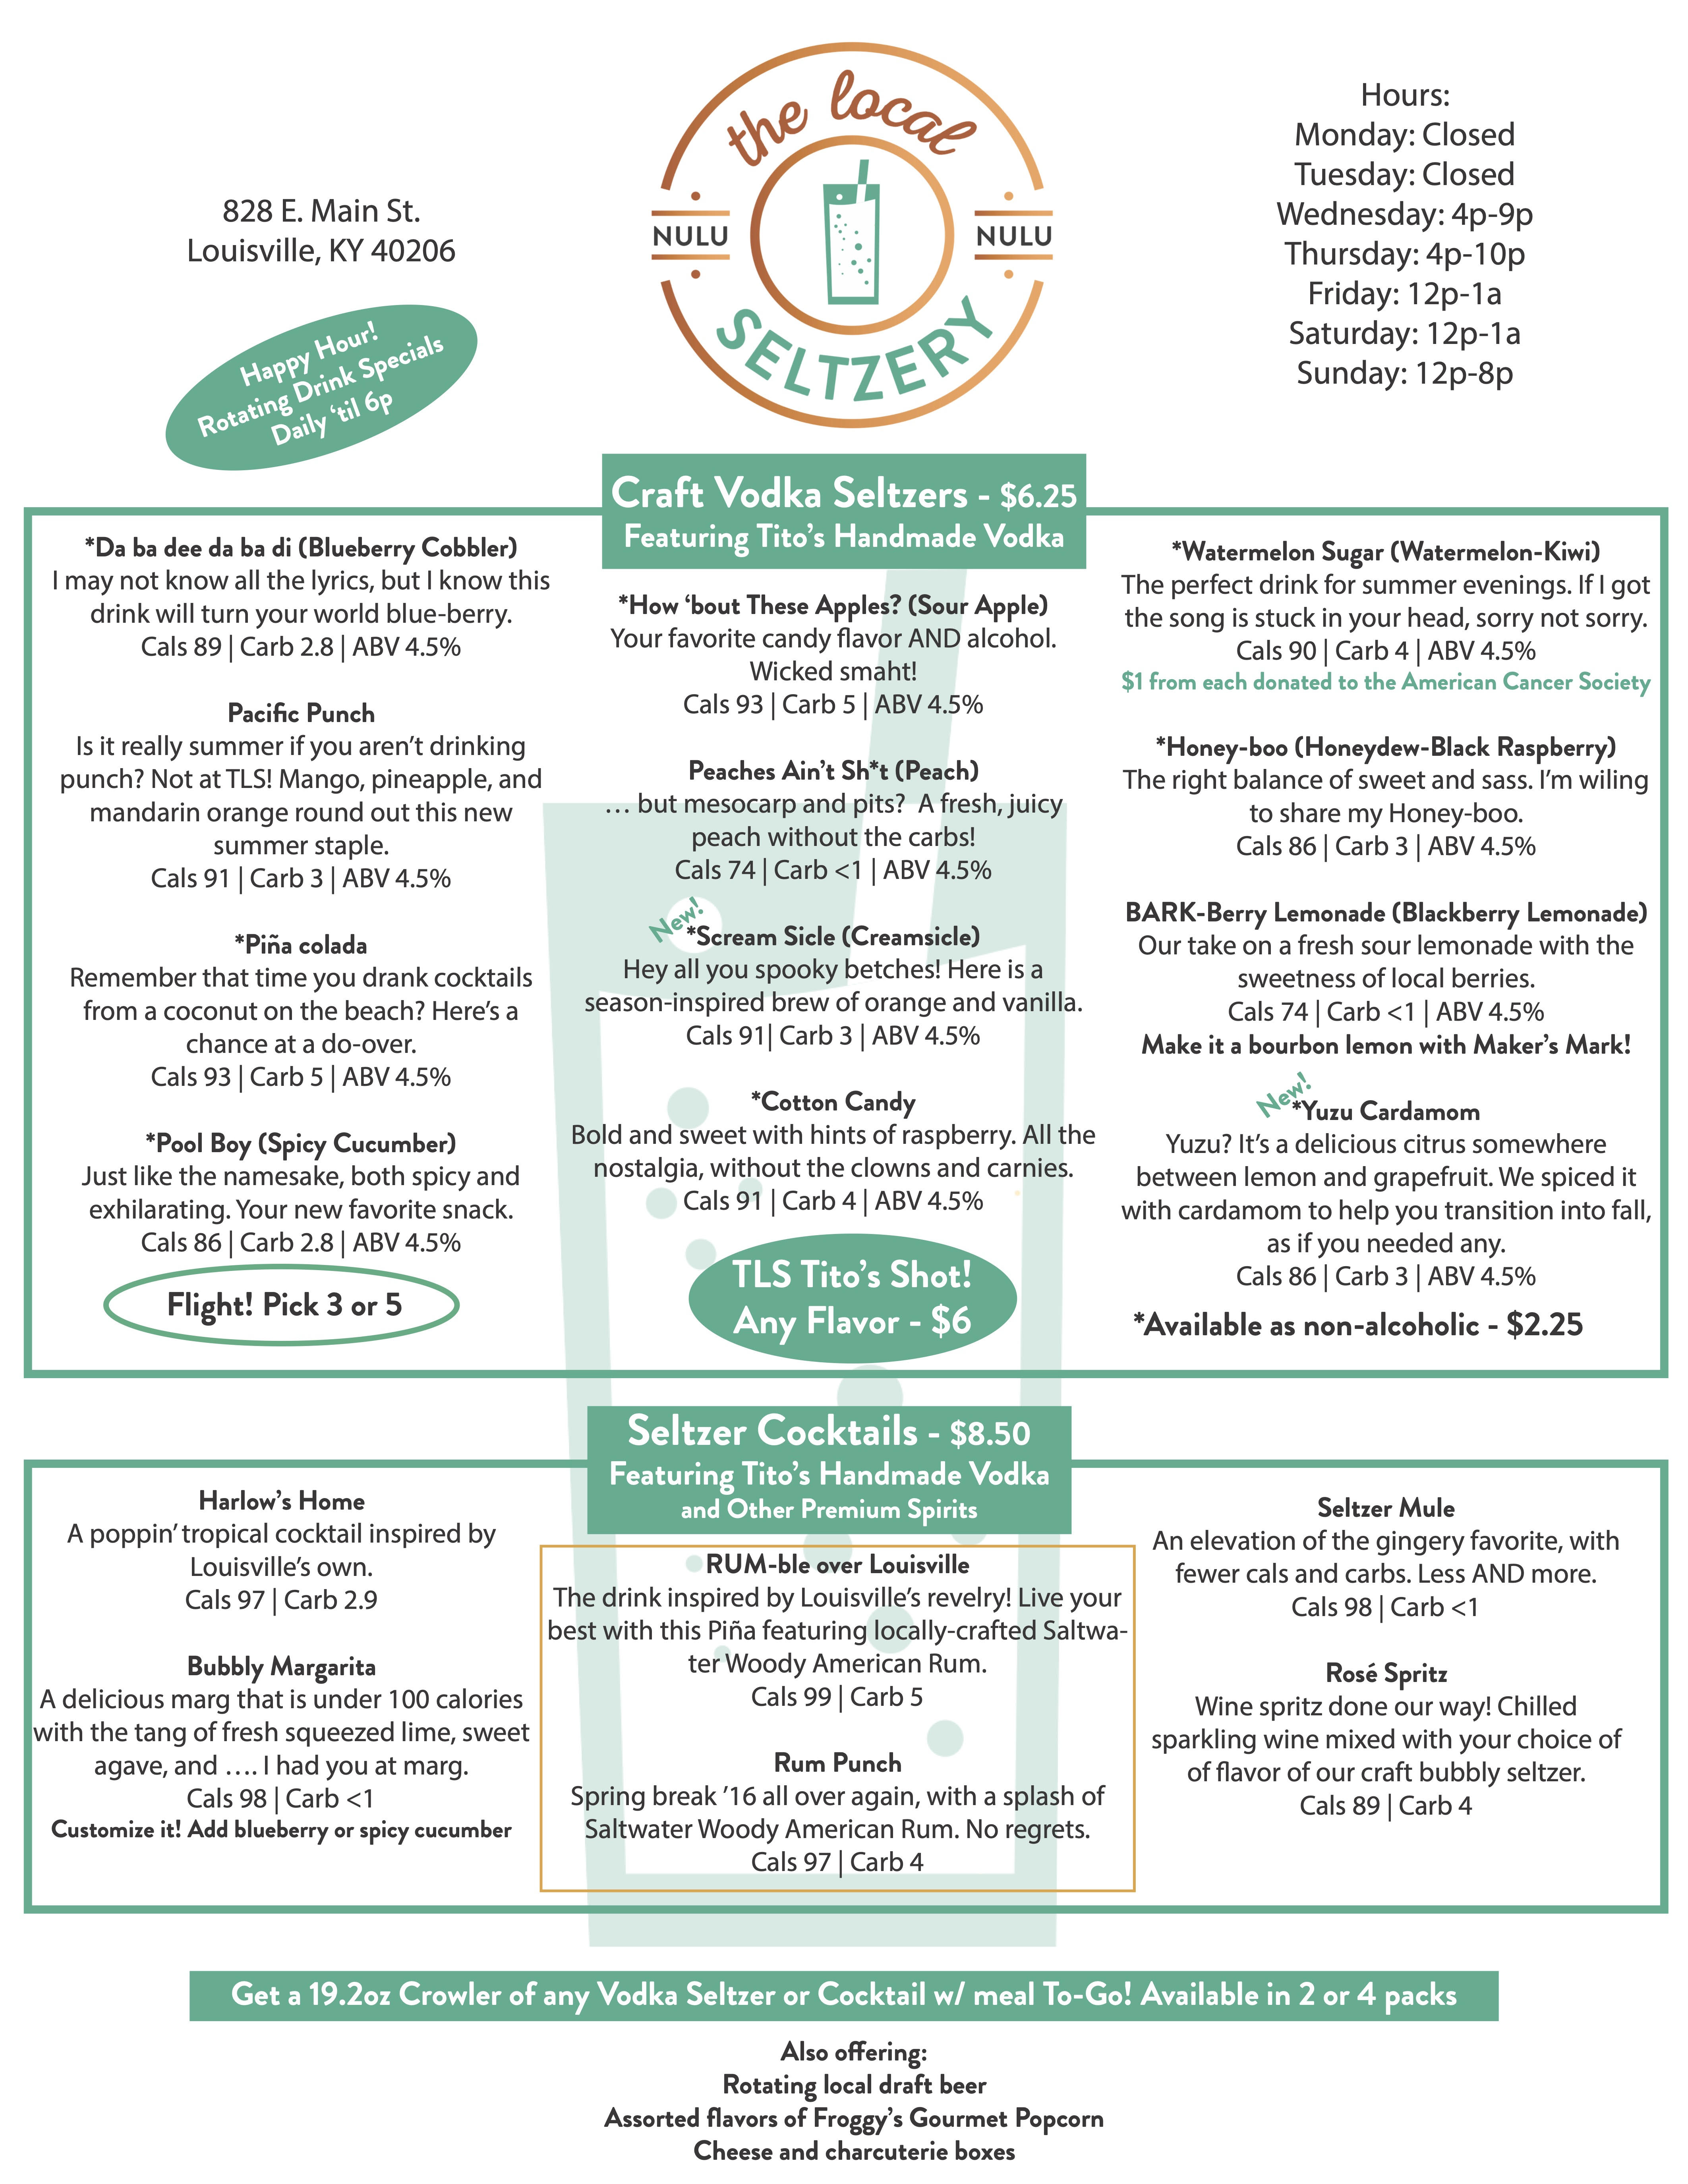 828 E. Main St.
Louisville, KY 40206
Happy Hour!
Rotating Drink Specials
Daily ‘til 6p
the local
NULU
NULU
SELTZERY
Hours:
Monday: Closed
Tuesday: Closed
Wednesday: 4p-9p
Thursday: 4p-10p
Friday: 12p-1a
Saturday: 12p-1a
Sunday: 12p-8p
Craft Vodka Seltzers - $6.25
Featuring Tito’s Handmade Vodka
*Da ba dee da ba di (Blueberry Cobbler)
I may not know all the lyrics, but I know this
drink will turn your world blue-berry.
Cals 89 | Carb 2.8 | ABV 4.5%
Pacific Punch
Is it really summer if you aren’t drinking
punch? Not at TLS! Mango, pineapple, and
mandarin orange round out this new
summer staple.
Cals 91 | Carb 3 | ABV 4.5%
*Piña colada
Remember that time you drank cocktails
from a coconut on the beach? Here’s a
chance at a do-over.
Cals 93 | Carb 5 | ABV 4.5%
*Pool Boy (Spicy Cucumber)
Just like the namesake, both spicy and
exhilarating. Your new favorite snack.
Cals 86 | Carb 2.8 | ABV 4.5%
Flight! Pick 3 or 5
*How ‘bout These Apples? (Sour Apple)
Your favorite candy flavor AND alcohol.
Wicked smaht!
Cals 93 | Carb 5 | ABV 4.5%
Peaches Ain’t Sh*t (Peach)
… but mesocarp and pits? A fresh, juicy
peach without the carbs!
Cals 74 | Carb <1 | ABV 4.5%
New!
*Scream Sicle (Creamsicle)
Hey all you spooky betches! Here is a
season-inspired brew of orange and vanilla.
Cals 91| Carb 3 | ABV 4.5%
*Cotton Candy
Bold and sweet with hints of raspberry. All the
nostalgia, without the clowns and carnies.
Cals 91 | Carb 4 | ABV 4.5%
TLS Tito’s Shot!
Any Flavor - $6
*Watermelon Sugar (Watermelon-Kiwi)
The perfect drink for summer evenings. If I got
the song is stuck in your head, sorry not sorry.
Cals 90 | Carb 4 | ABV 4.5%
$1 from each donated to the American Cancer Society
*Honey-boo (Honeydew-Black Raspberry)
The right balance of sweet and sass. I’m wiling
to share my Honey-boo.
Cals 86 | Carb 3 | ABV 4.5%
BARK-Berry Lemonade (Blackberry Lemonade)
Our take on a fresh sour lemonade with the
sweetness of local berries.
Cals 74 | Carb <1 | ABV 4.5%
Make it a bourbon lemon with Maker’s Mark!
New!
*Yuzu Cardamom
Yuzu? It’s a delicious citrus somewhere
between lemon and grapefruit. We spiced it
with cardamom to help you transition into fall,
as if you needed any.
Cals 86 | Carb 3 | ABV 4.5%
*Available as non-alcoholic - $2.25
Seltzer Cocktails - $8.50
Featuring Tito’s Handmade Vodka
and Other Premium Spirits
Harlow’s Home
A poppin’ tropical cocktail inspired by
Louisville’s own.
Cals 97 | Carb 2.9
Bubbly Margarita
A delicious marg that is under 100 calories
with the tang of fresh squeezed lime, sweet
agave, and …. I had you at marg.
Cals 98 | Carb <1
Customize it! Add blueberry or spicy cucumber
RUM-ble over Louisville
The drink inspired by Louisville’s revelry! Live your
best with this Piña featuring locally-crafted Saltwa-
ter Woody American Rum.
Cals 99 | Carb 5
Rum Punch
Spring break ’16 all over again, with a splash of
Saltwater Woody American Rum. No regrets.
Cals 97 | Carb 4
Seltzer Mule
An elevation of the gingery favorite, with
fewer cals and carbs. Less AND more.
Cals 98 | Carb <1
Rosé Spritz
Wine spritz done our way! Chilled
sparkling wine mixed with your choice of
of flavor of our craft bubbly seltzer.
Cals 89 | Carb 4
Get a 19.2oz Crowler of any Vodka Seltzer or Cocktail w/ meal To-Go! Available in 2 or 4 packs
Also offering:
Rotating local draft beer
Assorted flavors of Froggy’s Gourmet Popcorn
Cheese and charcuterie boxes